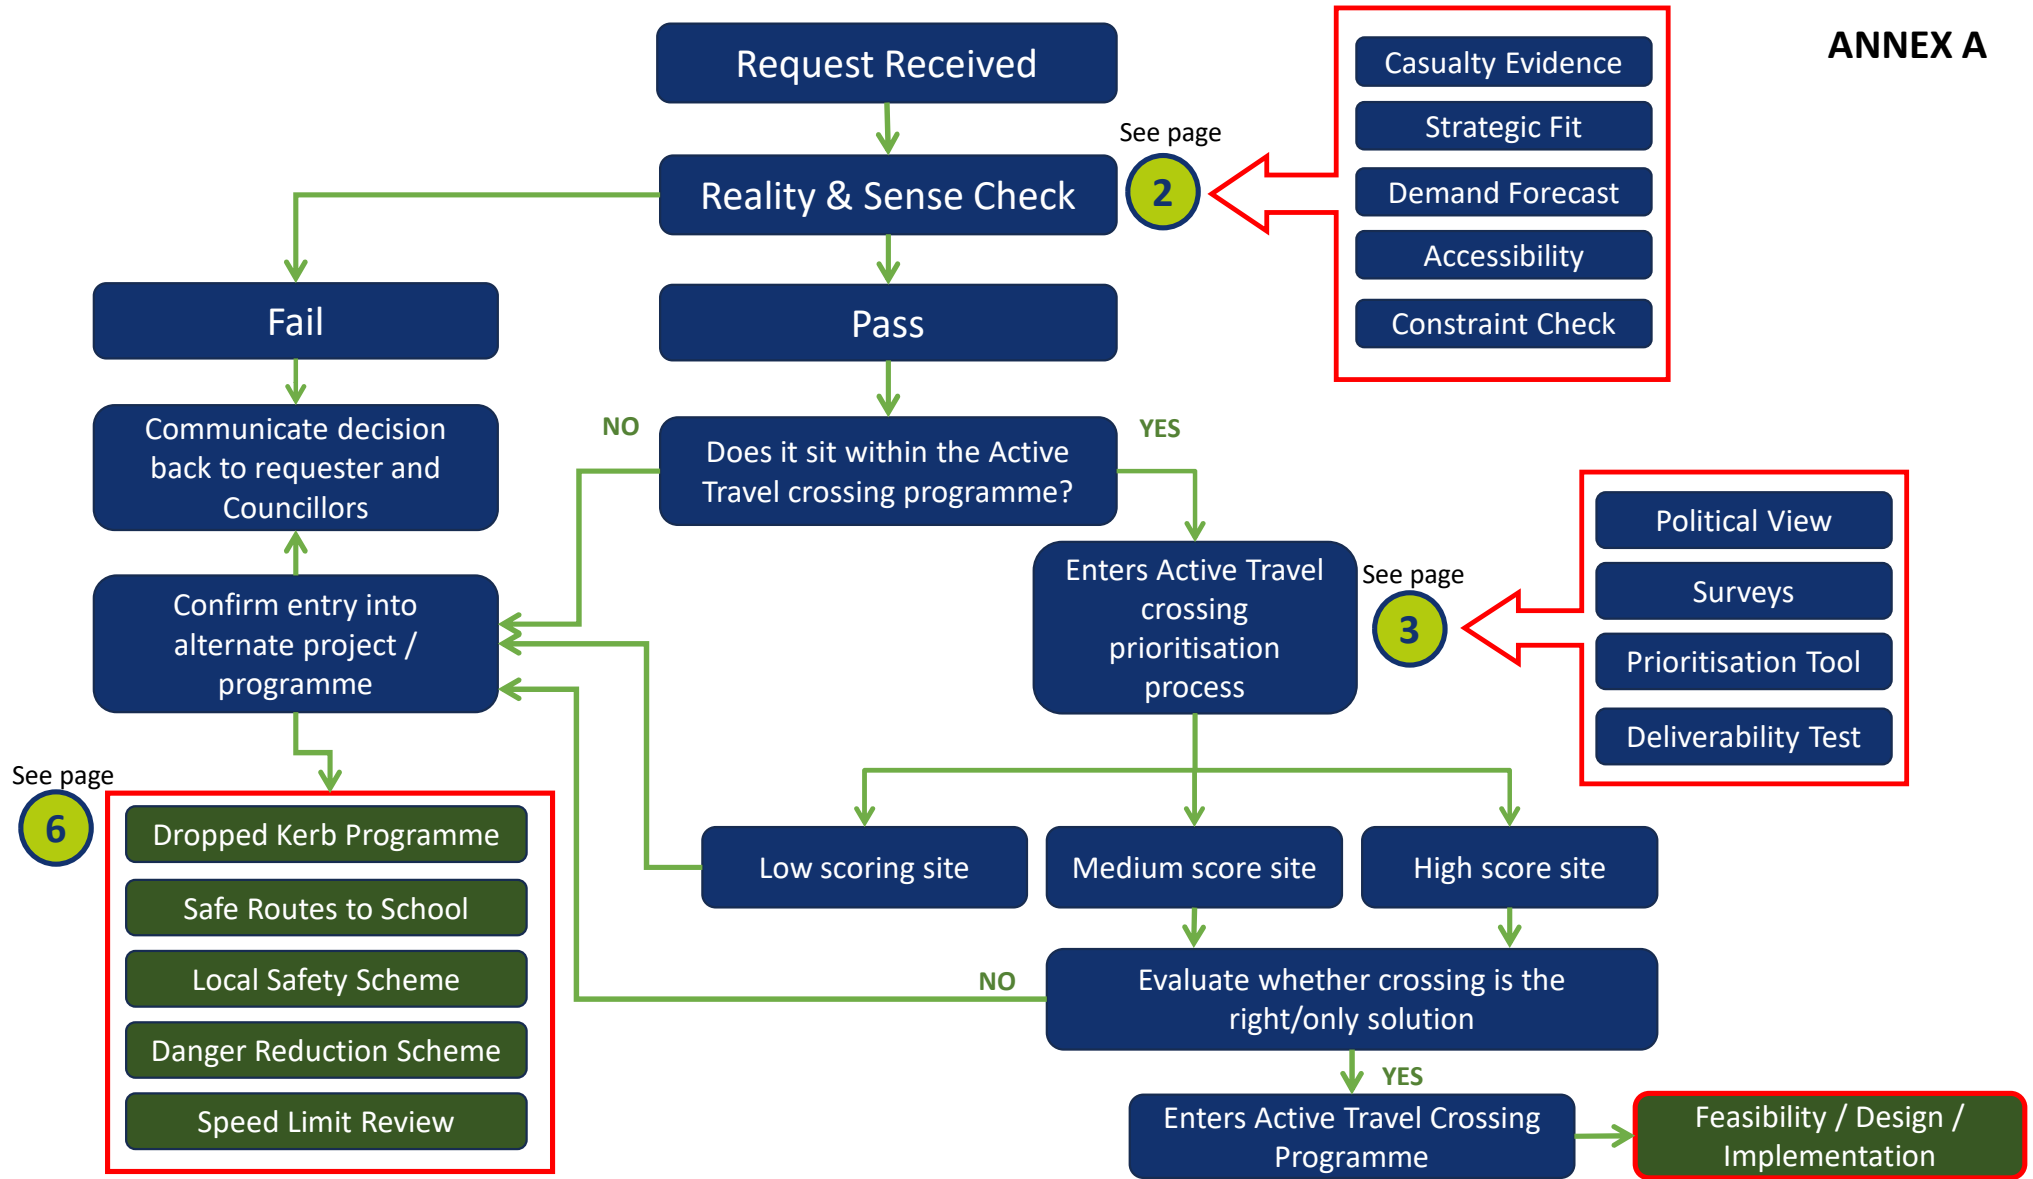 ANNEX A
Request Received
See page
2
Reality & Sense Check
Casualty Evidence
Strategic Fit
Demand Forecast
Accessibility
Constraint Check
Fail
Pass
Communicate decision
back to requester and
Councillors
NO
Does it sit within the Active
Travel crossing programme?
YES
Confirm entry into
alternate project /
programme
Enters Active Travel
crossing
prioritisation
process
See page
3
Political View
Surveys
Prioritisation Tool
Deliverability Test
See page
6
Dropped Kerb Programme
Safe Routes to School
Local Safety Scheme
Danger Reduction Scheme
Speed Limit Review
Low scoring site
Medium score site
High score site
NO
Evaluate whether crossing is the
right/only solution
YES
Enters Active Travel Crossing
Programme
Feasibility / Design /
Implementation